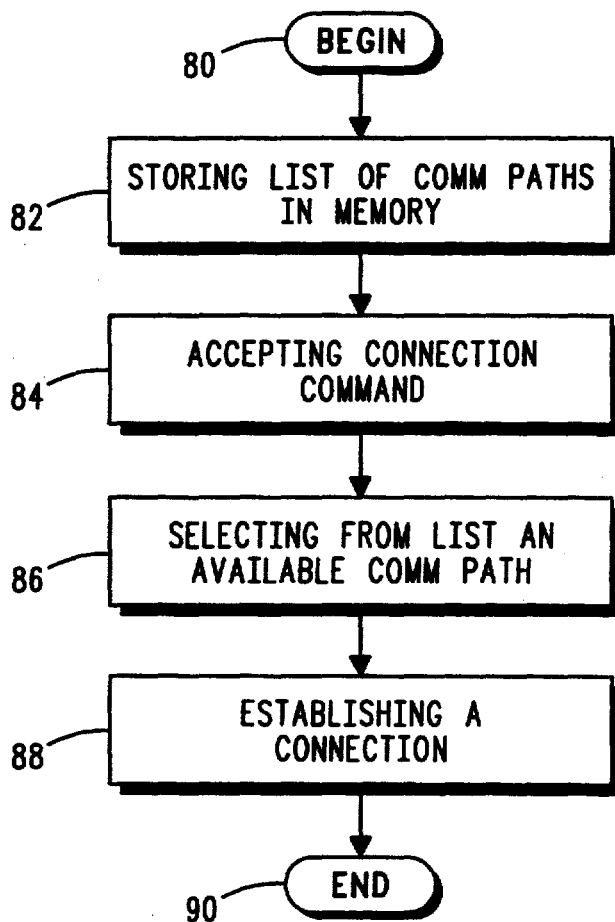 BEGIN
80
STORING LIST OF COMM PATHS
IN MEMORY
82
ACCEPTING CONNECTION
COMMAND
84
SELECTING FROM LIST AN
AVAILABLE COMM PATH
86
ESTABLISHING A
CONNECTION
88
END
90